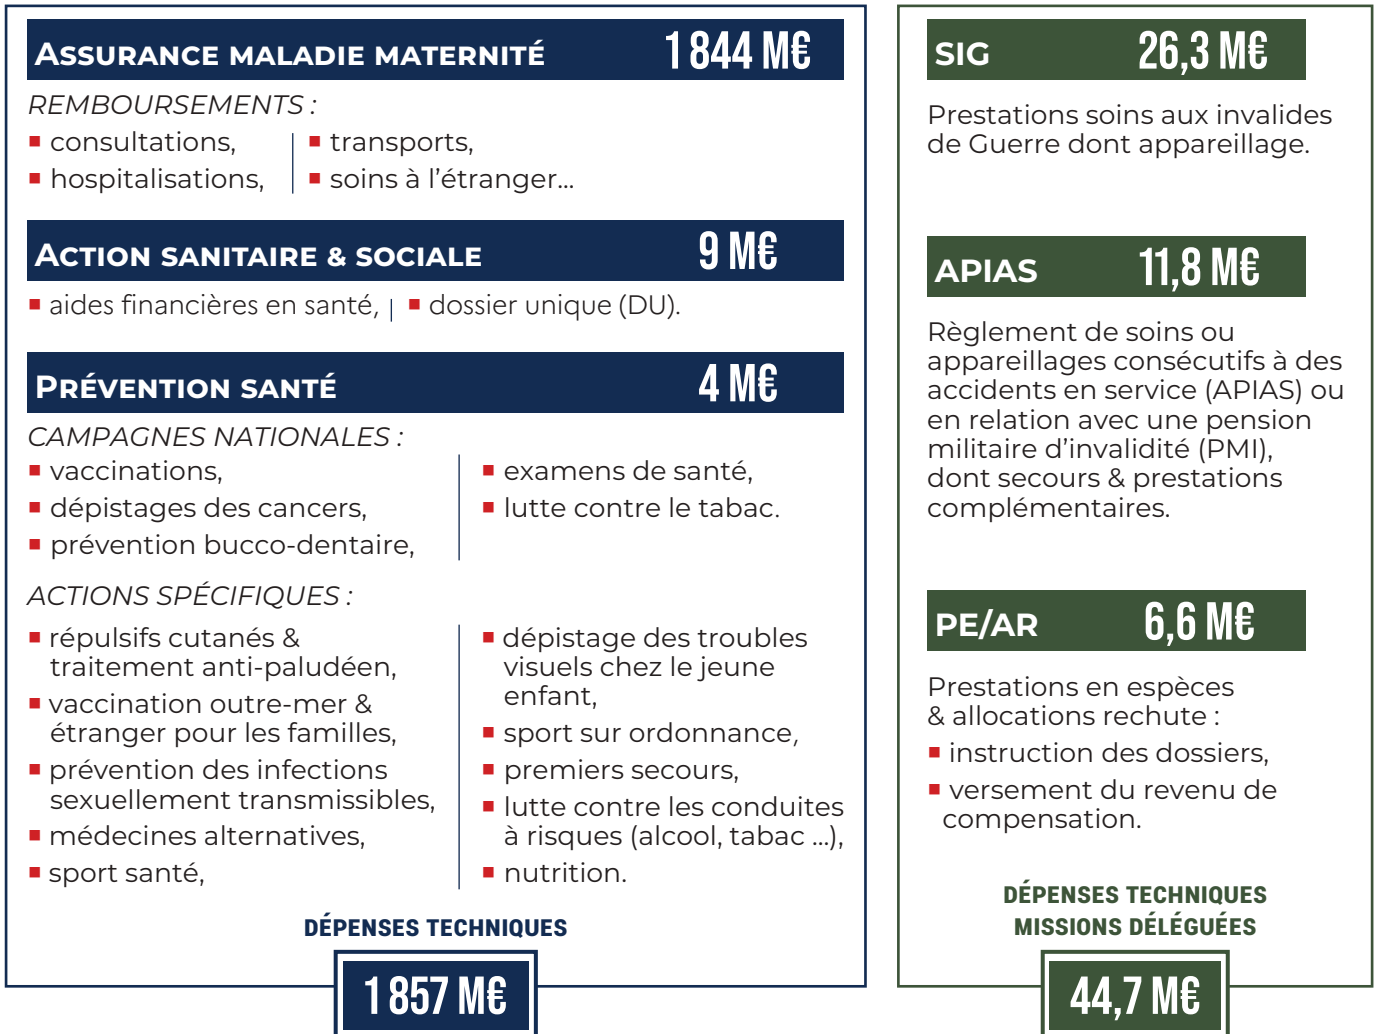 ASSURANCE MALADIE MATERNITÉ 1 844 M€
REMBOURSEMENTS :
consultations,
hospitalisations,
transports,
soins à l’étranger...
ACTION SANITAIRE & SOCIALE 9 M€
aides financières en santé,
dossier unique (DU).
PRÉVENTION SANTÉ 4 M€
CAMPAGNES NATIONALES :
vaccinations,
dépistages des cancers,
prévention bucco-dentaire,
examens de santé,
lutte contre le tabac.
ACTIONS SPÉCIFIQUES :
répulsifs cutanés &
traitement anti-paludéen,
vaccination outre-mer &
étranger pour les familles,
prévention des infections
sexuellement transmissibles,
médecines alternatives,
sport santé,
dépistage des troubles
visuels chez le jeune
enfant,
sport sur ordonnance,
premiers secours,
lutte contre les conduites
à risques (alcool, tabac ...),
nutrition.
DÉPENSES TECHNIQUES
1 857 M€
SIG 26,3 M€
Prestations soins aux invalides
de Guerre dont appareillage.
APIAS 11,8 M€
Règlement de soins ou
appareillages consécutifs à des
accidents en service (APIAS) ou
en relation avec une pension
militaire d’invalidité (PMI),
dont secours & prestations
complémentaires.
PE/AR 6,6 M€
Prestations en espèces
& allocations rechute :
instruction des dossiers,
versement du revenu de
compensation.
DÉPENSES TECHNIQUES
MISSIONS DÉLÉGUÉES
44,7 M€